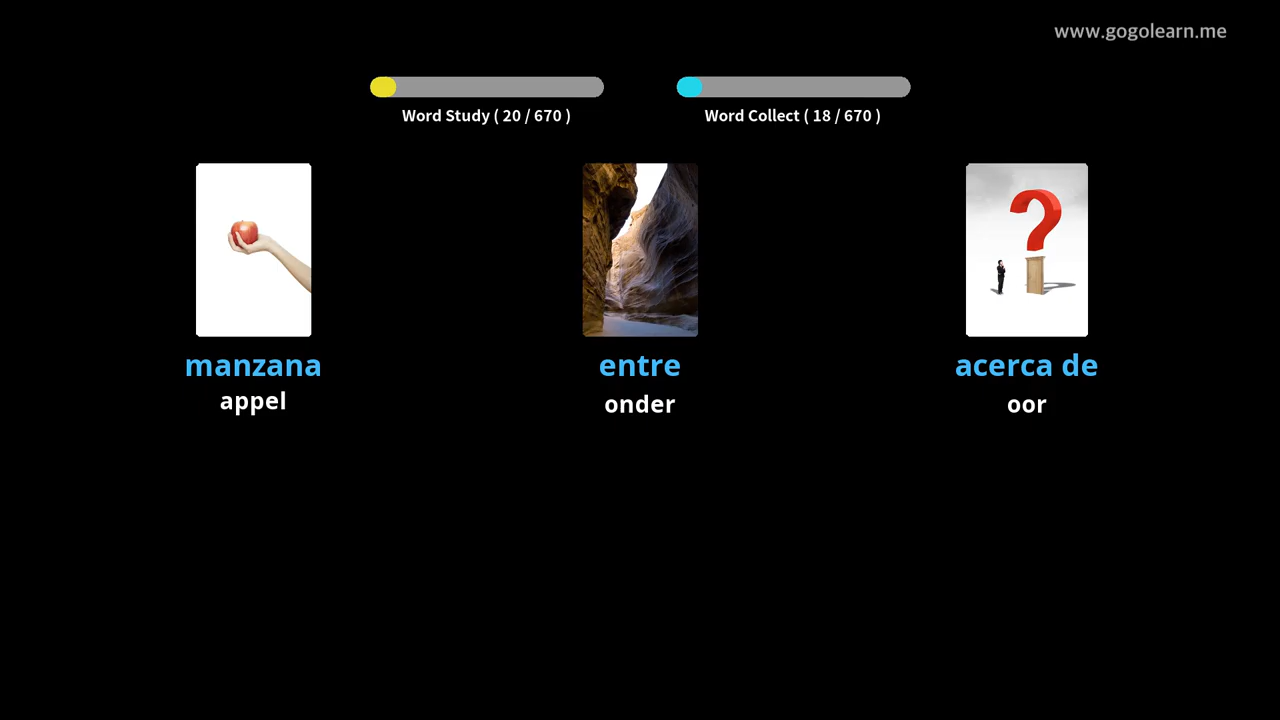 www.gogolearn.me
Word Study ( 20 / 670 )
Word Collect ( 18 / 670 )
manzana
appel
entre
onder
acerca de
oor